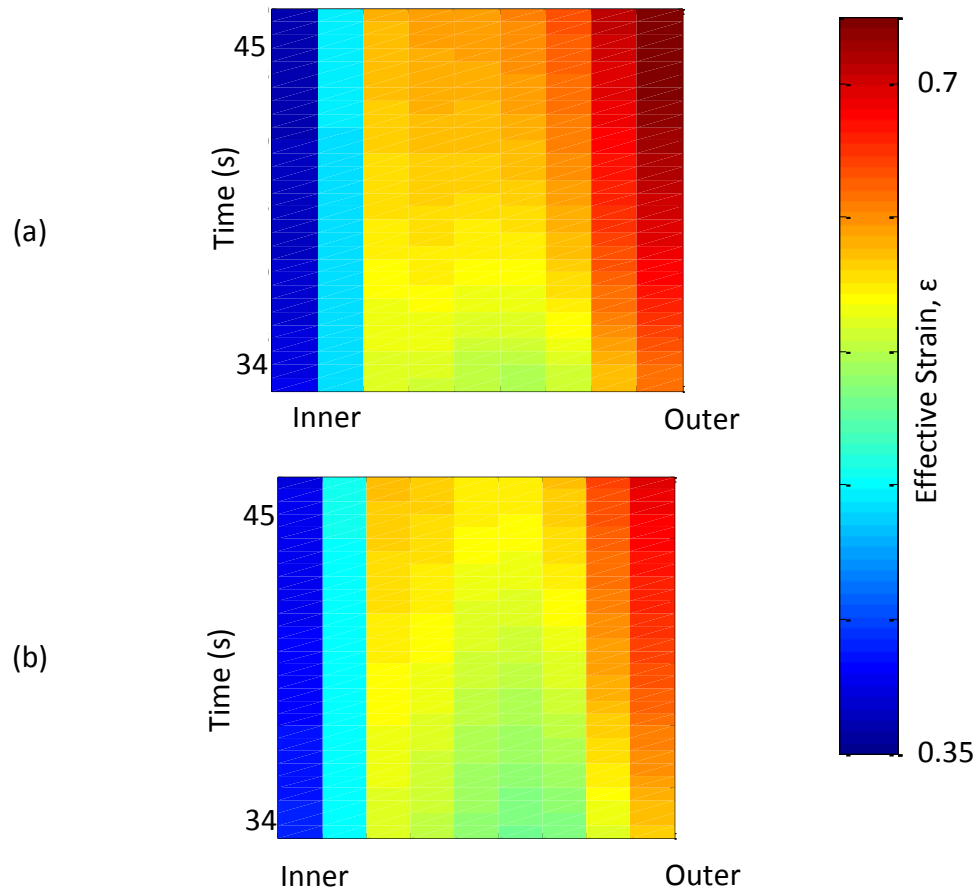 (a)
45
Time (s)
34
Inner
Outer
(b)
45
Time (s)
34
Inner
Outer
0.7
Effective Strain, ε
0.35